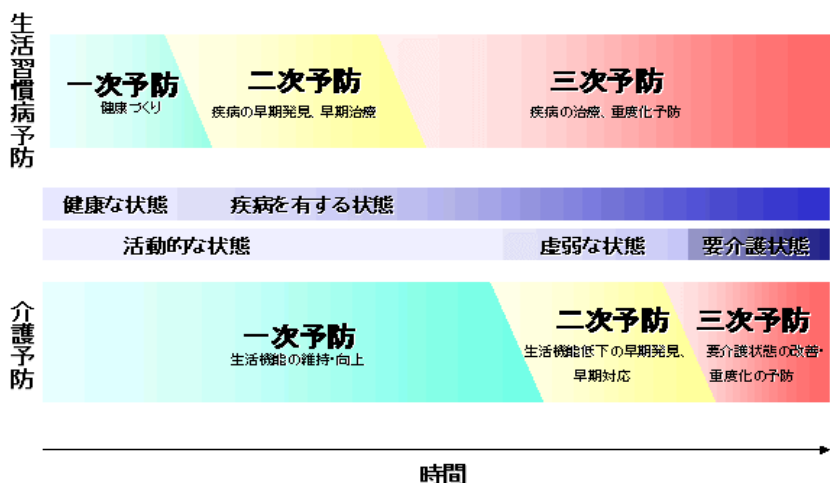 生活習慣病予防
一次予防
健康づくり
二次予防
疾病の早期発見、早期治療
三次予防
疾病の治療、重度化予防
健康な状態
疾病を有する状態
活動的な状態
虚弱な状態
要介護状態
介護予防
一次予防
生活機能の維持・向上
二次予防
生活機能低下の早期発見、
早期対応
三次予防
要介護状態の改善・
重度化の予防
時間